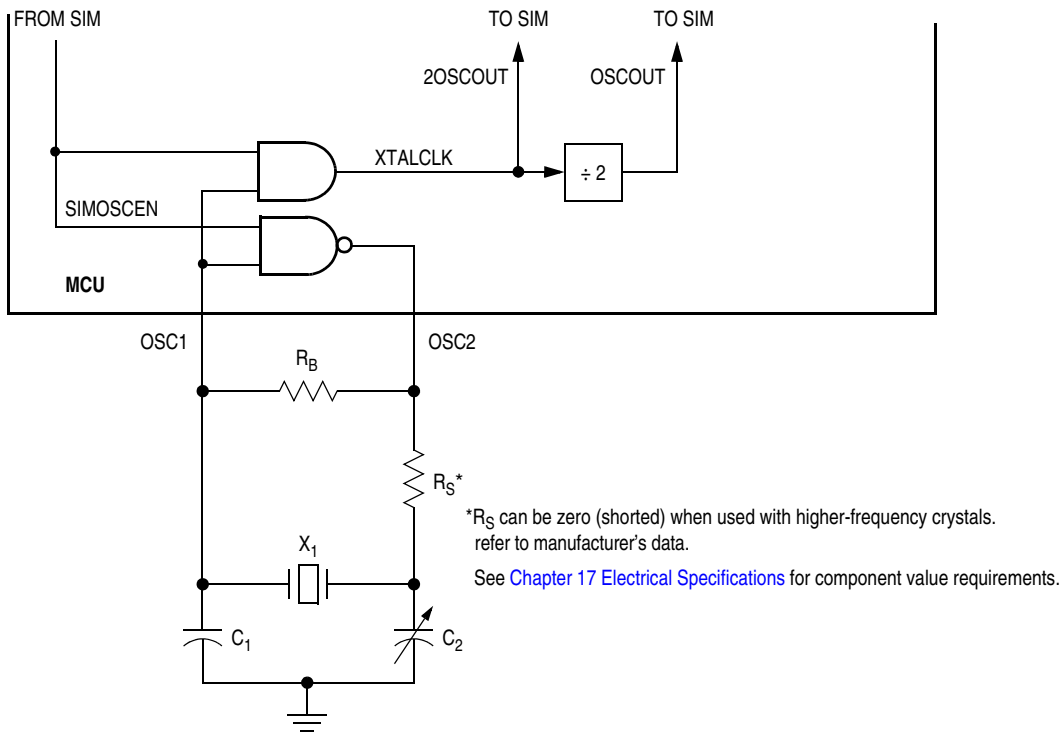 FROM SIM
TO SIM
TO SIM
2OSCOUT
OSCOUT
XTALCLK
÷ 2
SIMOSCEN
MCU
OSC1
OSC2
RB
RS*
*RS can be zero (shorted) when used with higher-frequency crystals.
refer to manufacturer's data.
See Chapter 17 Electrical Specifications for component value requirements.
X1
C1
C2